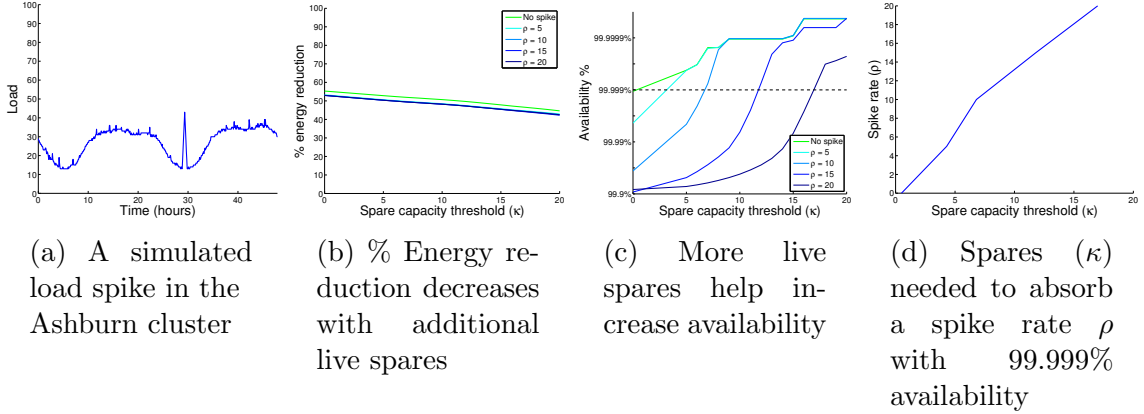 100
90
80
70
60
50
40
30
20
10
0
Load
0 10 20 30 40
Time (hours)
100
90
80
70
60
50
40
30
20
10
0
% energy reduction
No spike
ρ = 5
ρ = 10
ρ = 15
ρ = 20
0 5 10 15 20
Spare capacity threshold (κ)
99.9999%
99.999%
99.99%
99.9%
Availability %
No spike
ρ = 5
ρ = 10
ρ = 15
ρ = 20
0 5 10 15 20
Spare capacity threshold (κ)
20
18
16
14
12
10
8
6
4
2
0
Spike rate (ρ)
0 5 10 15 20
Spare capacity threshold (κ)
(a) A simulated
load spike in the
Ashburn cluster
(b) % Energy re-
duction decreases
with additional
live spares
(c) More live
spares help in-
crease availability
(d) Spares (κ)
needed to absorb
a spike rate ρ
with 99.999%
availability